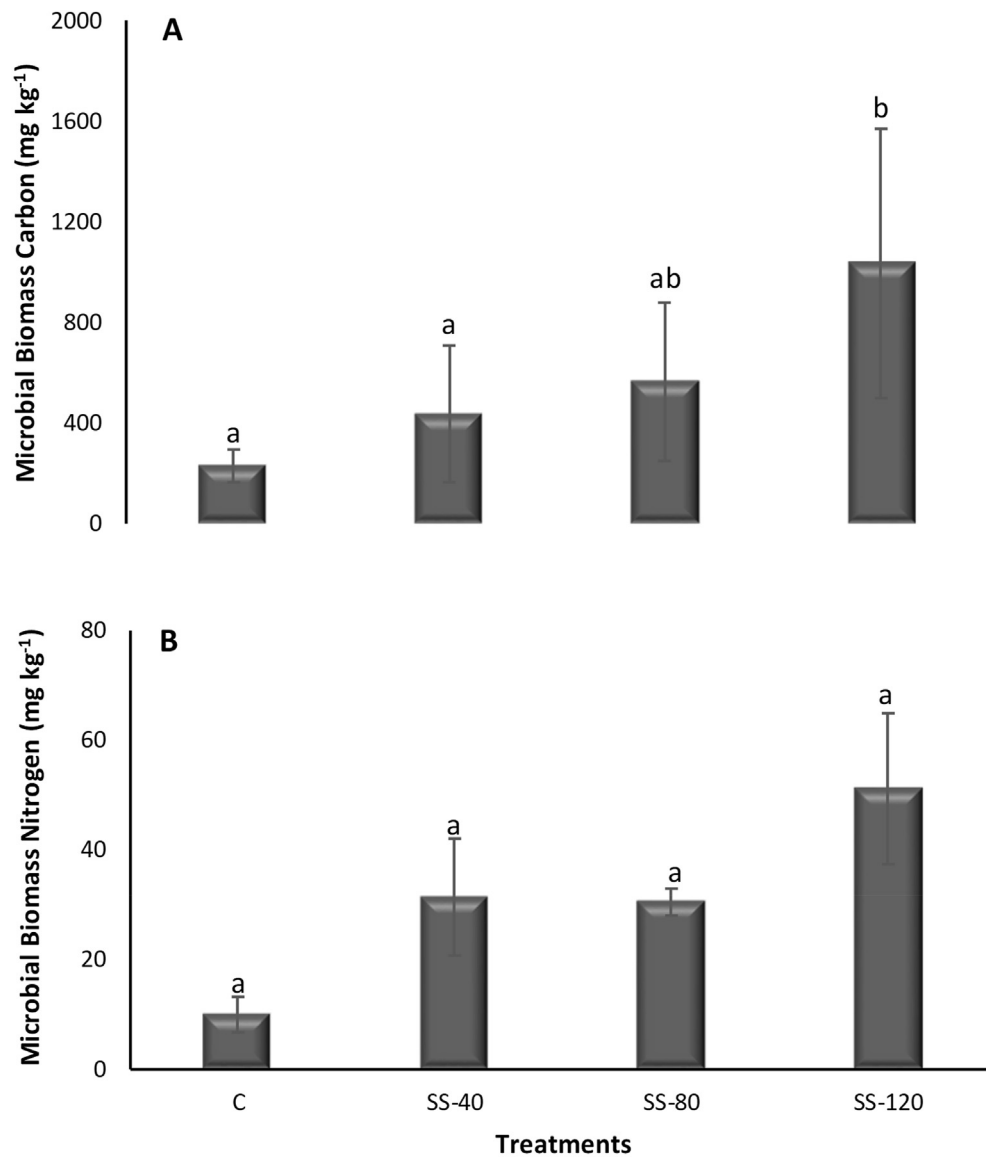 A
Microbial Biomass Carbon (mg kg⁻¹)
2000
1600
1200
800
400
0
a
a
ab
b
B
Microbial Biomass Nitrogen (mg kg⁻¹)
80
60
40
20
0
a
a
a
a
C SS-40 SS-80 SS-120
Treatments